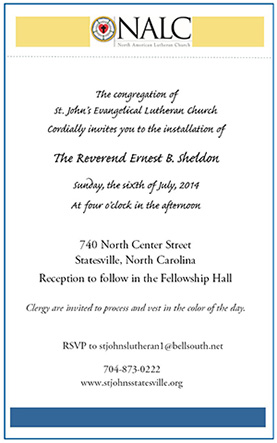 NALC
North American Lutheran Church
The congregation of
St. John's Evangelical Lutheran Church
Cordially invites you to the installation of
The Reverend Ernest B. Sheldon
Sunday, the sixth of July, 2014
At four o'clock in the afternoon
740 North Center Street
Statesville, North Carolina
Reception to follow in the Fellowship Hall
Clergy are invited to process and vest in the color of the day.
RSVP to stjohnslutheran1@bellsouth.net
704-873-0222
www.stjohnsstatesville.org